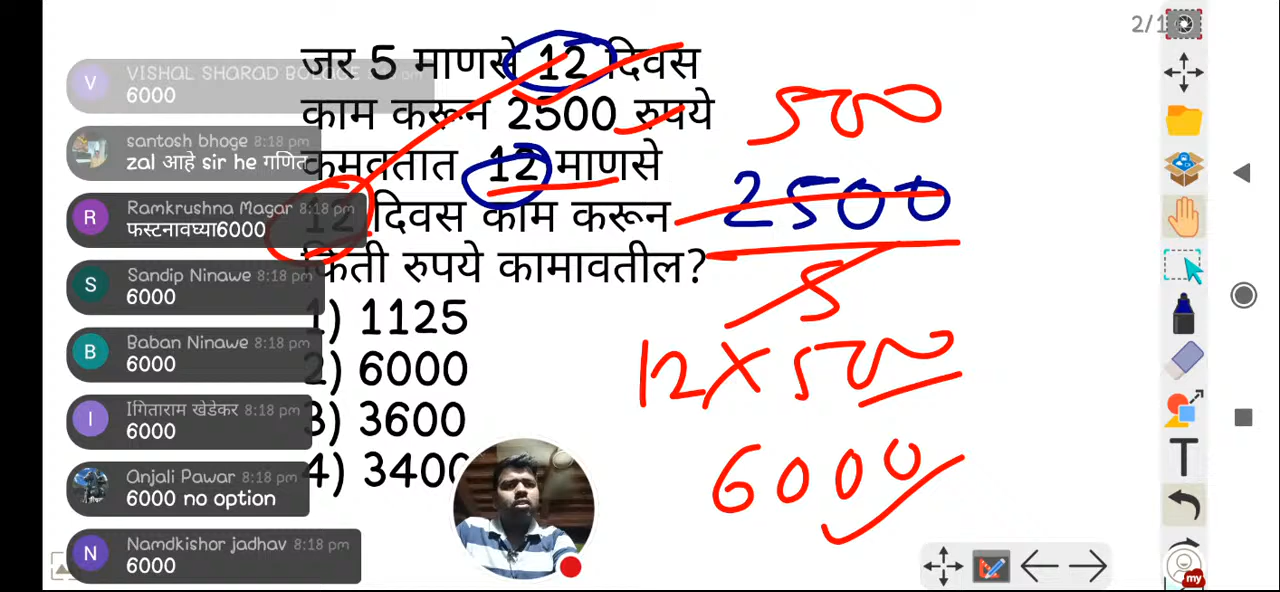 2/1
जर 5 माणसे 12 दिवस
काम करून 2500 रुपये
कमवतात 12 माणसे
12 दिवस काम करून
किती रुपये कामावतील?
1) 1125
2) 6000
3) 3600
4) 3400
500
2500
5
12 X 500
6000
V
VISHAL SHARAD
6000
santosh bhoge 8:18 pm
zal आहे sir he गणित
R
Ramkrushna Magar 8:18 pm
फस्टनावघ्या6000
S
Sandip Ninawe 8:18 pm
6000
B
Baban Ninawe 8:18 pm
6000
I
गिताराम खेडेकर 8:18 pm
6000
Anjali Pawar 8:18 pm
6000 no option
N
Namdkishor jadhav 8:18 pm
6000
T
my